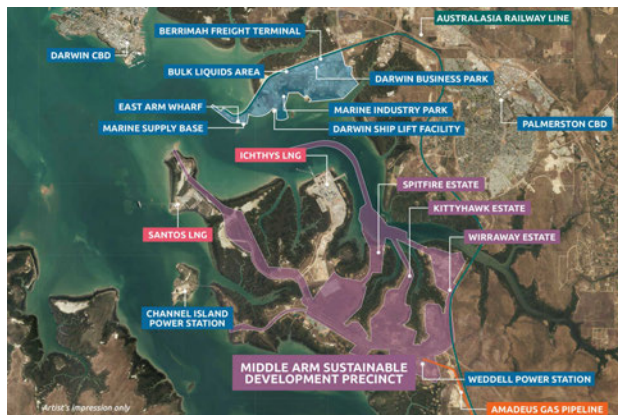 AUSTRALASIA RAILWAY LINE
BERRIMAH FREIGHT TERMINAL
DARWIN CBD
BULK LIQUIDS AREA
DARWIN BUSINESS PARK
EAST ARM WHARF
MARINE INDUSTRY PARK
MARINE SUPPLY BASE
DARWIN SHIP LIFT FACILITY
PALMERSTON CBD
ICHTHYS LNG
SPITFIRE ESTATE
KITTYHAWK ESTATE
SANTOS LNG
WIRRAWAY ESTATE
CHANNEL ISLAND
POWER STATION
MIDDLE ARM SUSTAINABLE
DEVELOPMENT PRECINCT
WEDDELL POWER STATION
Artist's impression only
AMADEUS GAS PIPELINE